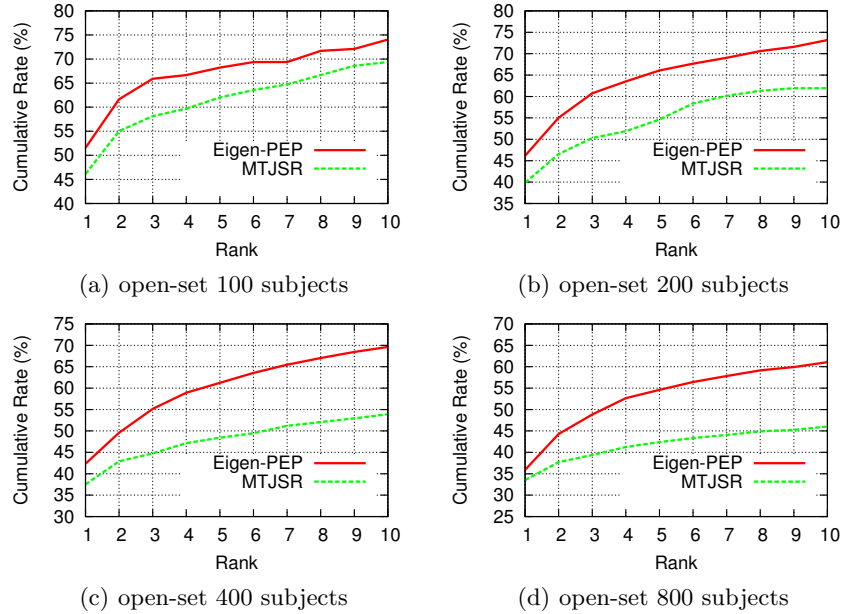 80
75
70
65
60
55
50
45
40
Cumulative Rate (%)
Eigen-PEP
MTJSR
1 2 3 4 5 6 7 8 9 10
Rank
(a) open-set 100 subjects
80
75
70
65
60
55
50
45
40
35
Cumulative Rate (%)
Eigen-PEP
MTJSR
1 2 3 4 5 6 7 8 9 10
Rank
(b) open-set 200 subjects
75
70
65
60
55
50
45
40
35
30
Cumulative Rate (%)
Eigen-PEP
MTJSR
1 2 3 4 5 6 7 8 9 10
Rank
(c) open-set 400 subjects
70
65
60
55
50
45
40
35
30
25
Cumulative Rate (%)
Eigen-PEP
MTJSR
1 2 3 4 5 6 7 8 9 10
Rank
(d) open-set 800 subjects